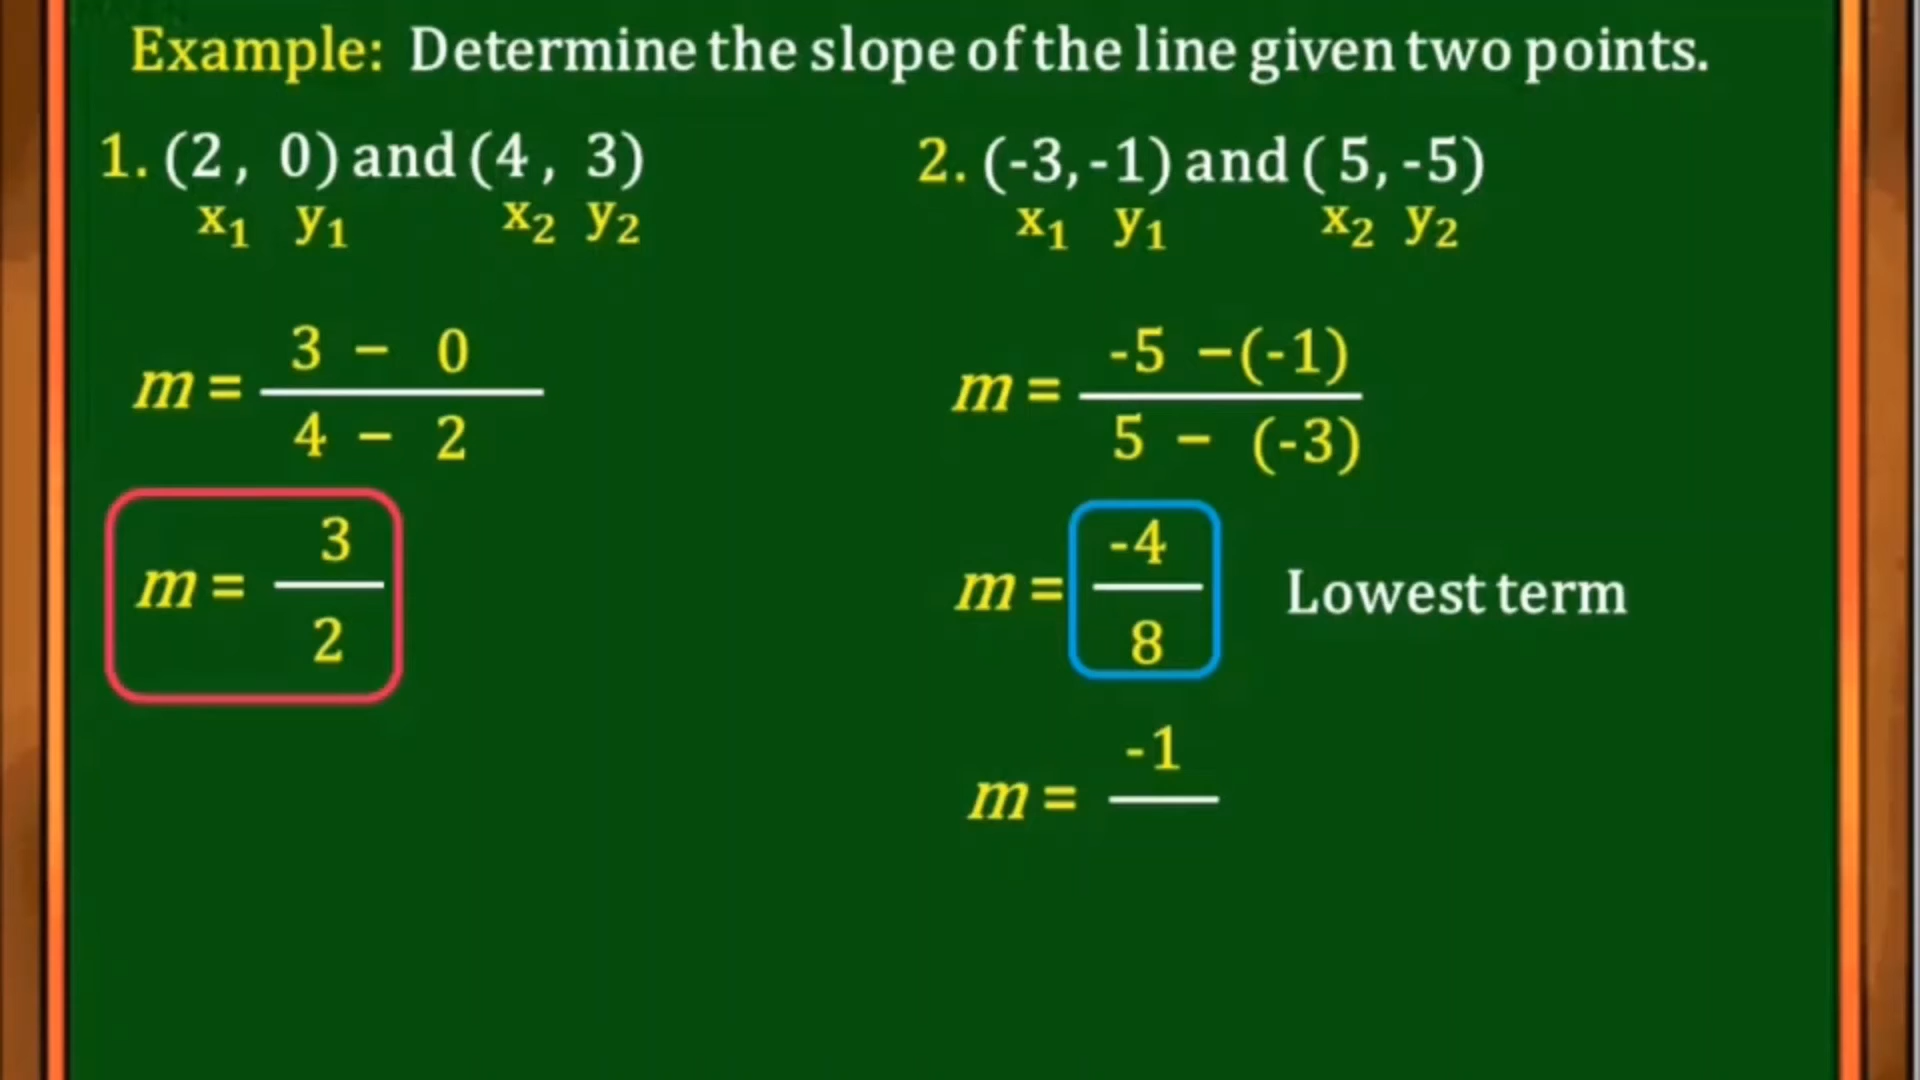 Example: Determine the slope of the line given two points.
1. (2 , 0) and (4 , 3)
x₁ y₁ x₂ y₂
m = 3 − 0
4 − 2
m = 3
2
2. (-3, -1) and ( 5, -5)
x₁ y₁ x₂ y₂
m = -5 −(-1)
5 − (-3)
m = -4
8
Lowest term
m = -1